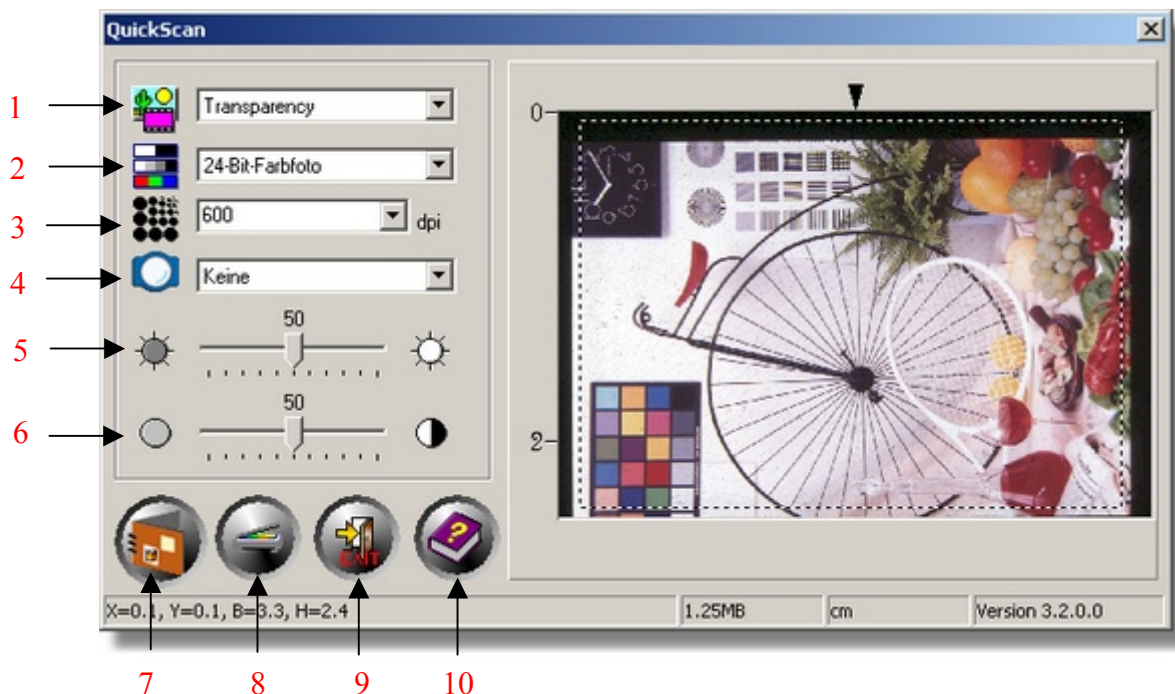 QuickScan
1
Transparency
2
24-Bit-Farbfoto
3
600
dpi
4
Keine
50
5
50
6
0
2
EXIT
?
X=0.1, Y=0.1, B=3.3, H=2.4
1.25MB
cm
Version 3.2.0.0
7
8
9
10